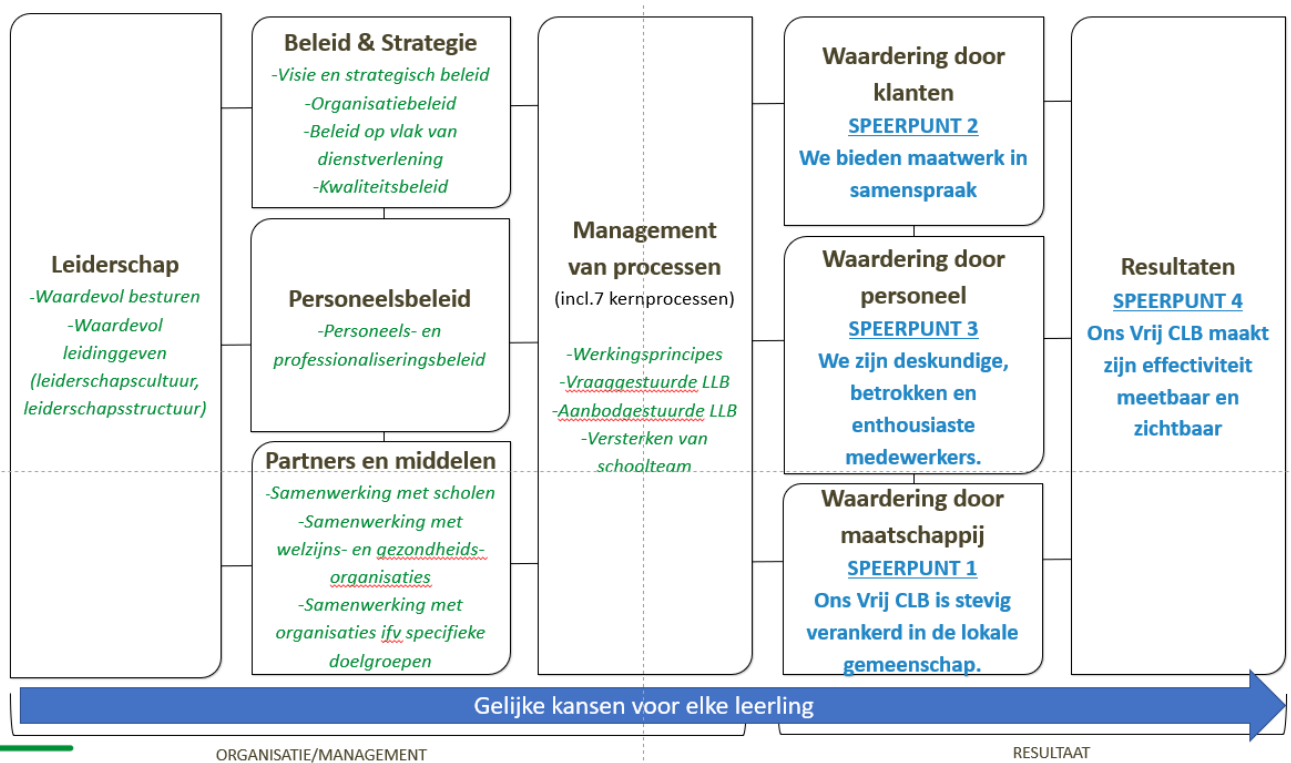 Leiderschap
-Waardevol besturen
-Waardevol
leidinggeven
(leiderschapscultuur,
leiderschapsstructuur)
Beleid & Strategie
-Visie en strategisch beleid
-Organisatiebeleid
-Beleid op vlak van
dienstverlening
-Kwaliteitsbeleid
Personeelsbeleid
-Personeels- en
professionaliseringsbeleid
Partners en middelen
-Samenwerking met scholen
-Samenwerking met
welzijns- en gezondheids-
organisaties
-Samenwerking met
organisaties ifv specifieke
doelgroepen
Management
van processen
(incl.7 kernprocessen)
-Werkingsprincipes
-Vraaggestuurde LLB
-Aanbodgestuurde LLB
-Versterken van
schoolteam
Waardering door
klanten
SPEERPUNT 2
We bieden maatwerk in
samenspraak
Waardering door
personeel
SPEERPUNT 3
We zijn deskundige,
betrokken en
enthousiaste
medewerkers.
Waardering door
maatschappij
SPEERPUNT 1
Ons Vrij CLB is stevig
verankerd in de lokale
gemeenschap.
Resultaten
SPEERPUNT 4
Ons Vrij CLB maakt
zijn effectiviteit
meetbaar en
zichtbaar
Gelijke kansen voor elke leerling
ORGANISATIE/MANAGEMENT
RESULTAAT